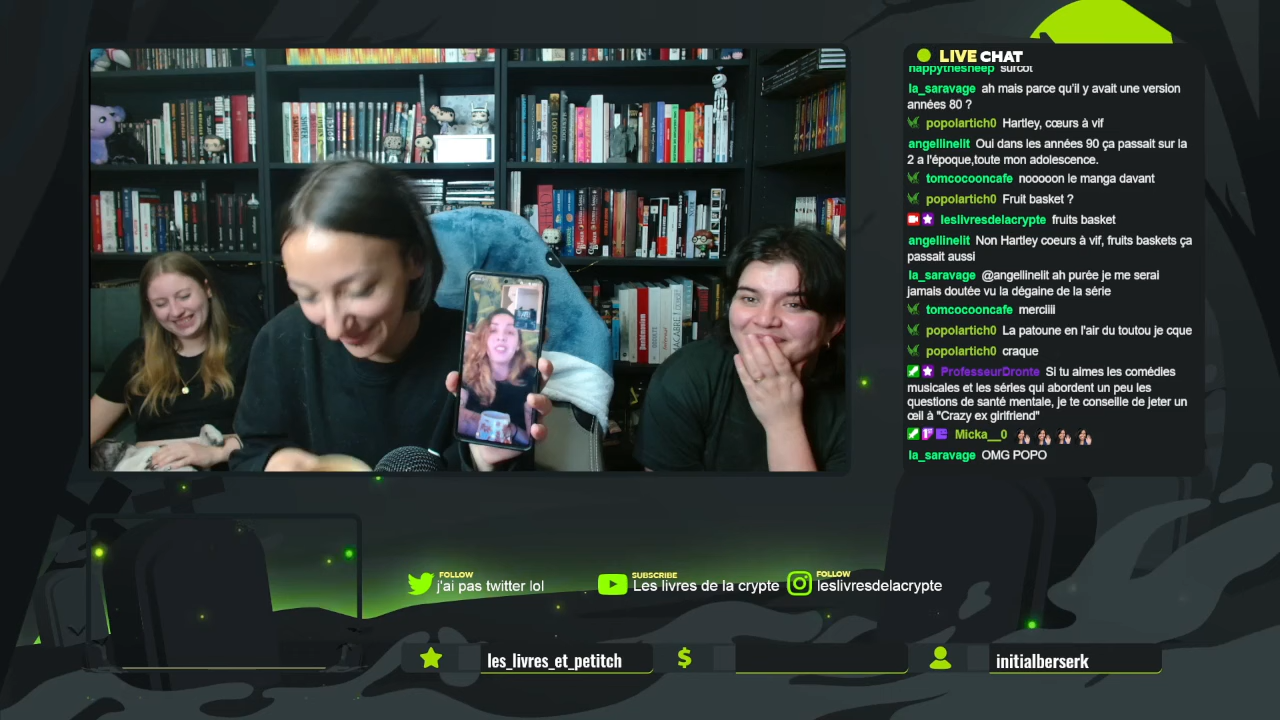 LIVE CHAT
happythesheep surcot
la_saravage ah mais parce qu'il y avait une version
années 80 ?
popolartich0 Hartley, cœurs à vif
angellinelit Oui dans les années 90 ça passait sur la
2 a l'époque,toute mon adolescence.
tomcocooncafe nooooon le manga davant
popolartich0 Fruit basket ?
leslivresdelacrypte fruits basket
angellinelit Non Hartley coeurs à vif, fruits baskets ça
passait aussi
la_saravage @angellinelit ah purée je me serai
jamais doutée vu la dégaine de la série
tomcocooncafe merciiii
popolartich0 La patoune en l'air du toutou je cque
popolartich0 craque
ProfesseurDronte Si tu aimes les comédies
musicales et les séries qui abordent un peu les
questions de santé mentale, je te conseille de jeter un
œil à "Crazy ex girlfriend"
Micka__0
la_saravage OMG POPO
FOLLOW
j'ai pas twitter lol
SUBSCRIBE
Les livres de la crypte
FOLLOW
leslivresdelacrypte
les_livres_et_petitch
$
initialberserk